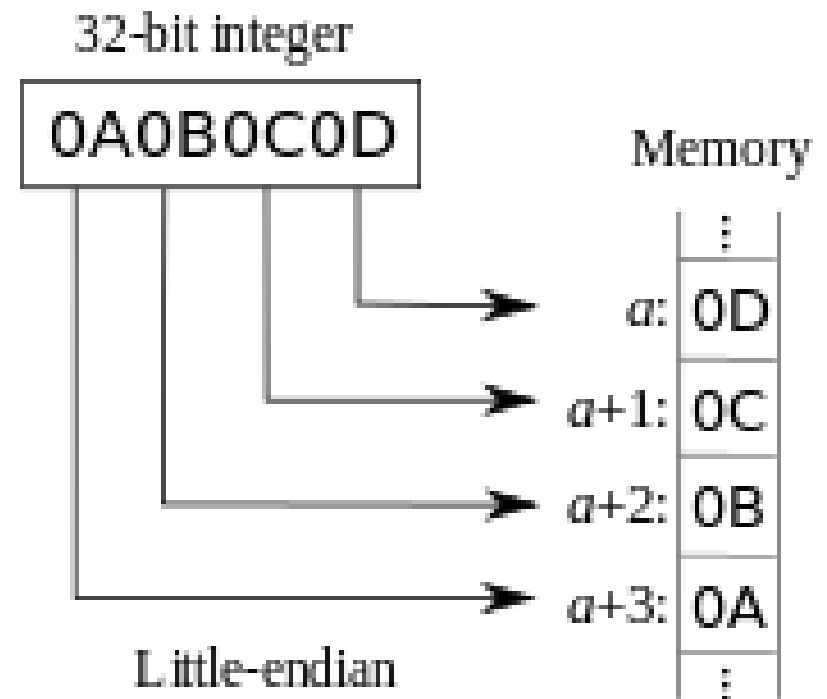 32-bit integer
0A0B0C0D
Memory
⋮
a: 0D
a+1: 0C
a+2: 0B
a+3: 0A
⋮
Little-endian